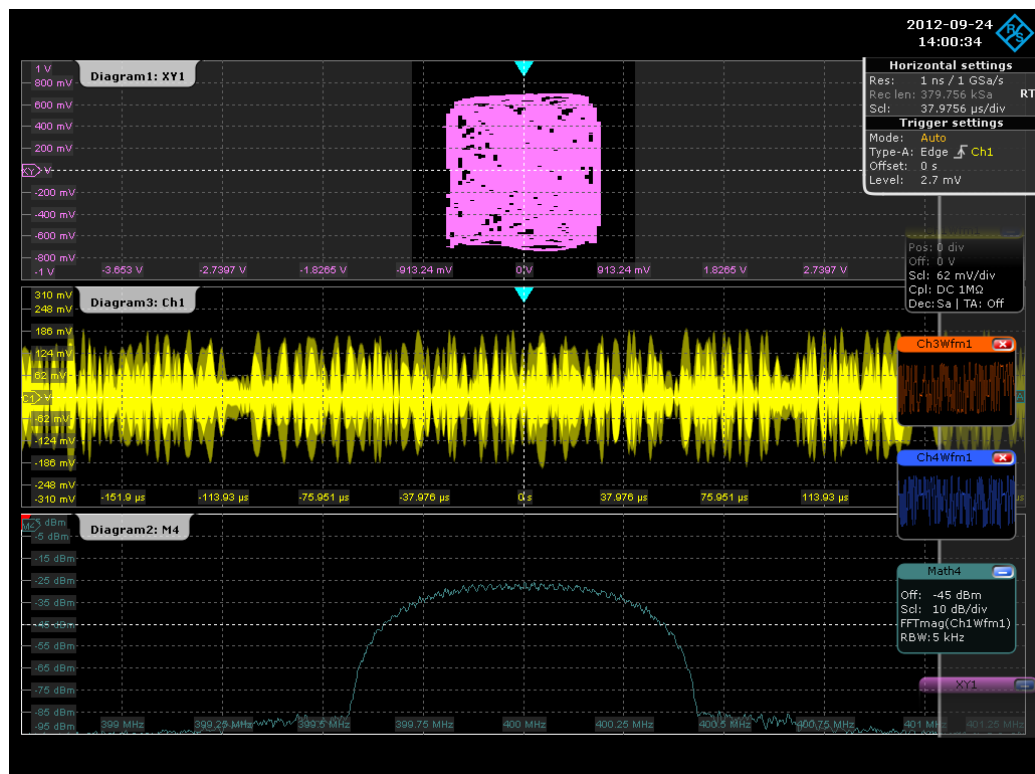 2012-09-24
14:00:34
R
S
Horizontal settings
Res: 1 ns / 1 GSa/s
Rec len: 379.756 kSa
RT
Scl: 37.9756 µs/div
Trigger settings
Mode: Auto
Type-A: Edge Ch1
Offset: 0 s
Level: 2.7 mV
Diagram1: XY1
1 V
800 mV
600 mV
400 mV
200 mV
XY V
-200 mV
-400 mV
-600 mV
-800 mV
-1 V
-3.653 V -2.7397 V -1.8265 V -913.24 mV 0 V 913.24 mV 1.8265 V 2.7397 V
Pos: 0 div
Off: 0 V
Scl: 62 mV/div
Cpl: DC 1MΩ
Dec: Sa | TA: Off
Diagram3: Ch1
310 mV
248 mV
186 mV
124 mV
62 mV
C1 V
-62 mV
-124 mV
-186 mV
-248 mV
-310 mV
-151.9 µs -113.93 µs -75.951 µs -37.976 µs 0 s 37.976 µs 75.951 µs 113.93 µs
Ch3Wfm1
Ch4Wfm1
Diagram2: M4
5 dBm
-5 dBm
-15 dBm
-25 dBm
-35 dBm
-45 dBm
-55 dBm
-65 dBm
-75 dBm
-85 dBm
-95 dBm
399 MHz 399.25 MHz 399.5 MHz 399.75 MHz 400 MHz 400.25 MHz 400.5 MHz 400.75 MHz 401 MHz 401.25 MHz
Math4
Off: -45 dBm
Scl: 10 dB/div
FFTmag(Ch1Wfm1)
RBW: 5 kHz
XY1